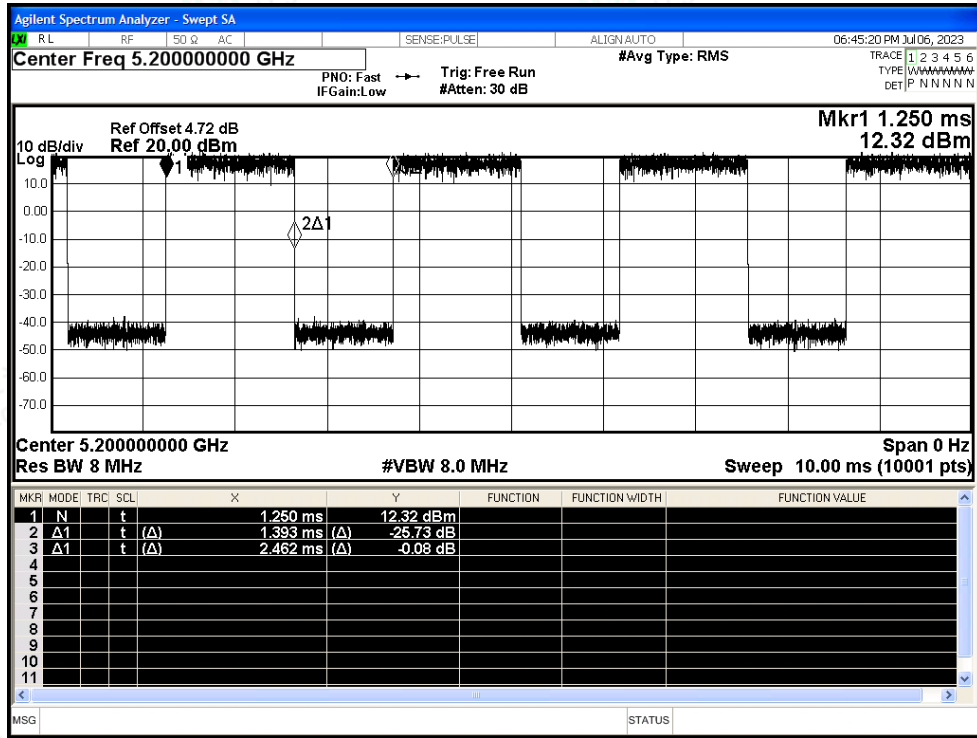 Agilent Spectrum Analyzer - Swept SA
LXI RL RF 50 Ω AC SENSE:PULSE ALIGN AUTO 06:45:20 PM Jul 06, 2023
Center Freq 5.200000000 GHz
PNO: Fast Trig: Free Run
IFGain:Low #Atten: 30 dB
#Avg Type: RMS
TRACE 1 2 3 4 5 6
TYPE WWWWWW
DET P N N N N N
Mkr1 1.250 ms
12.32 dBm
Ref Offset 4.72 dB
10 dB/div Ref 20.00 dBm
Log
1
10.0
0.00
2Δ1
-10.0
-20.0
-30.0
-40.0
-50.0
-60.0
-70.0
Center 5.200000000 GHz Span 0 Hz
Res BW 8 MHz #VBW 8.0 MHz Sweep 10.00 ms (10001 pts)
MKR MODE TRC SCL X Y FUNCTION FUNCTION WIDTH FUNCTION VALUE
1 N t 1.250 ms 12.32 dBm
2 Δ1 t (Δ) 1.393 ms (Δ) -25.73 dB
3 Δ1 t (Δ) 2.462 ms (Δ) -0.08 dB
4
5
6
7
8
9
10
11
MSG STATUS